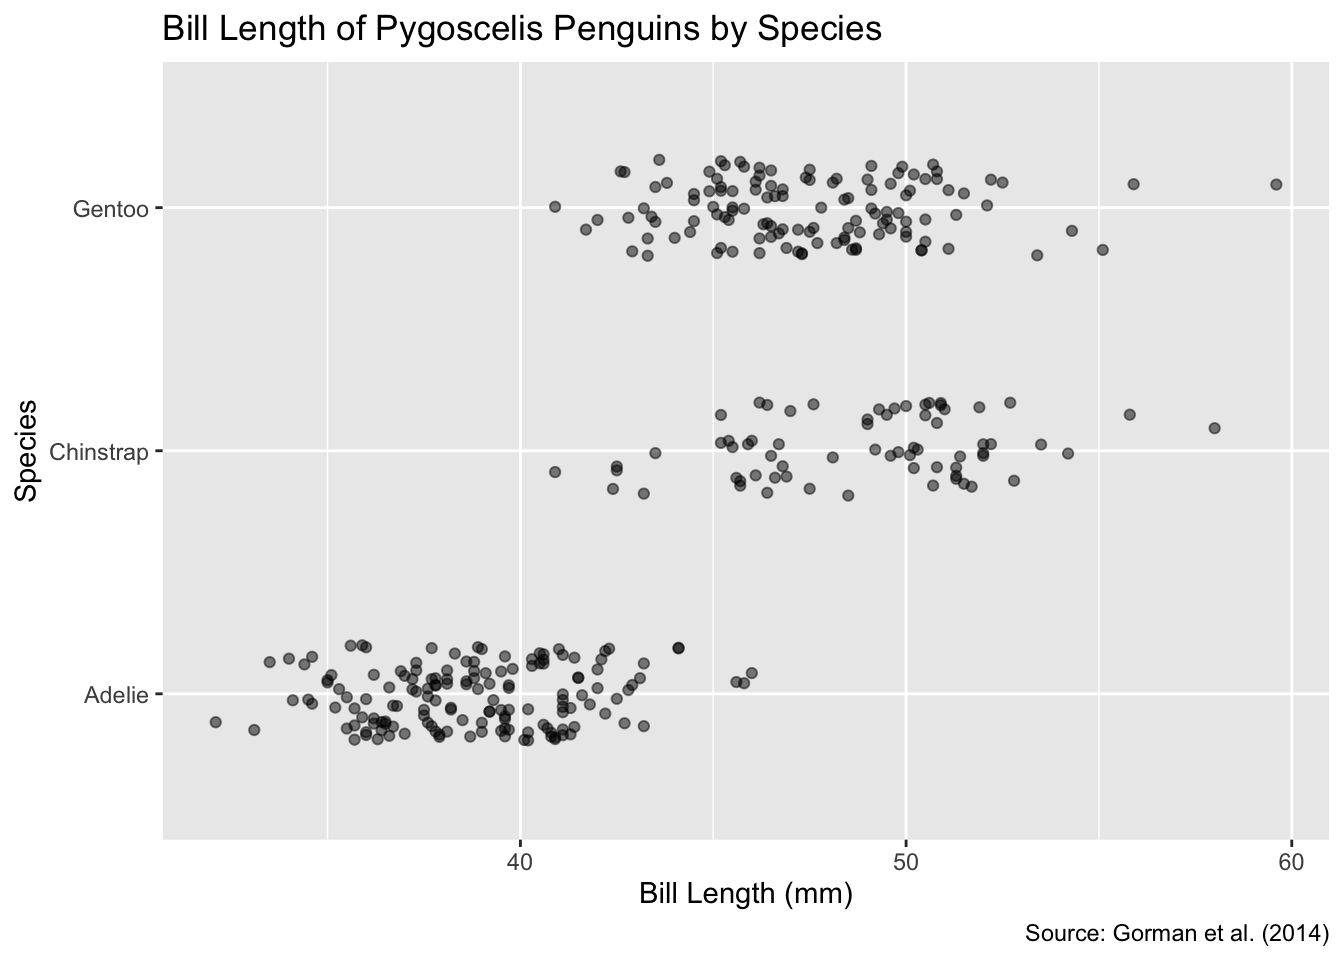 Bill Length of Pygoscelis Penguins by Species
Species
Gentoo
Chinstrap
Adelie
40 50 60
Bill Length (mm)
Source: Gorman et al. (2014)